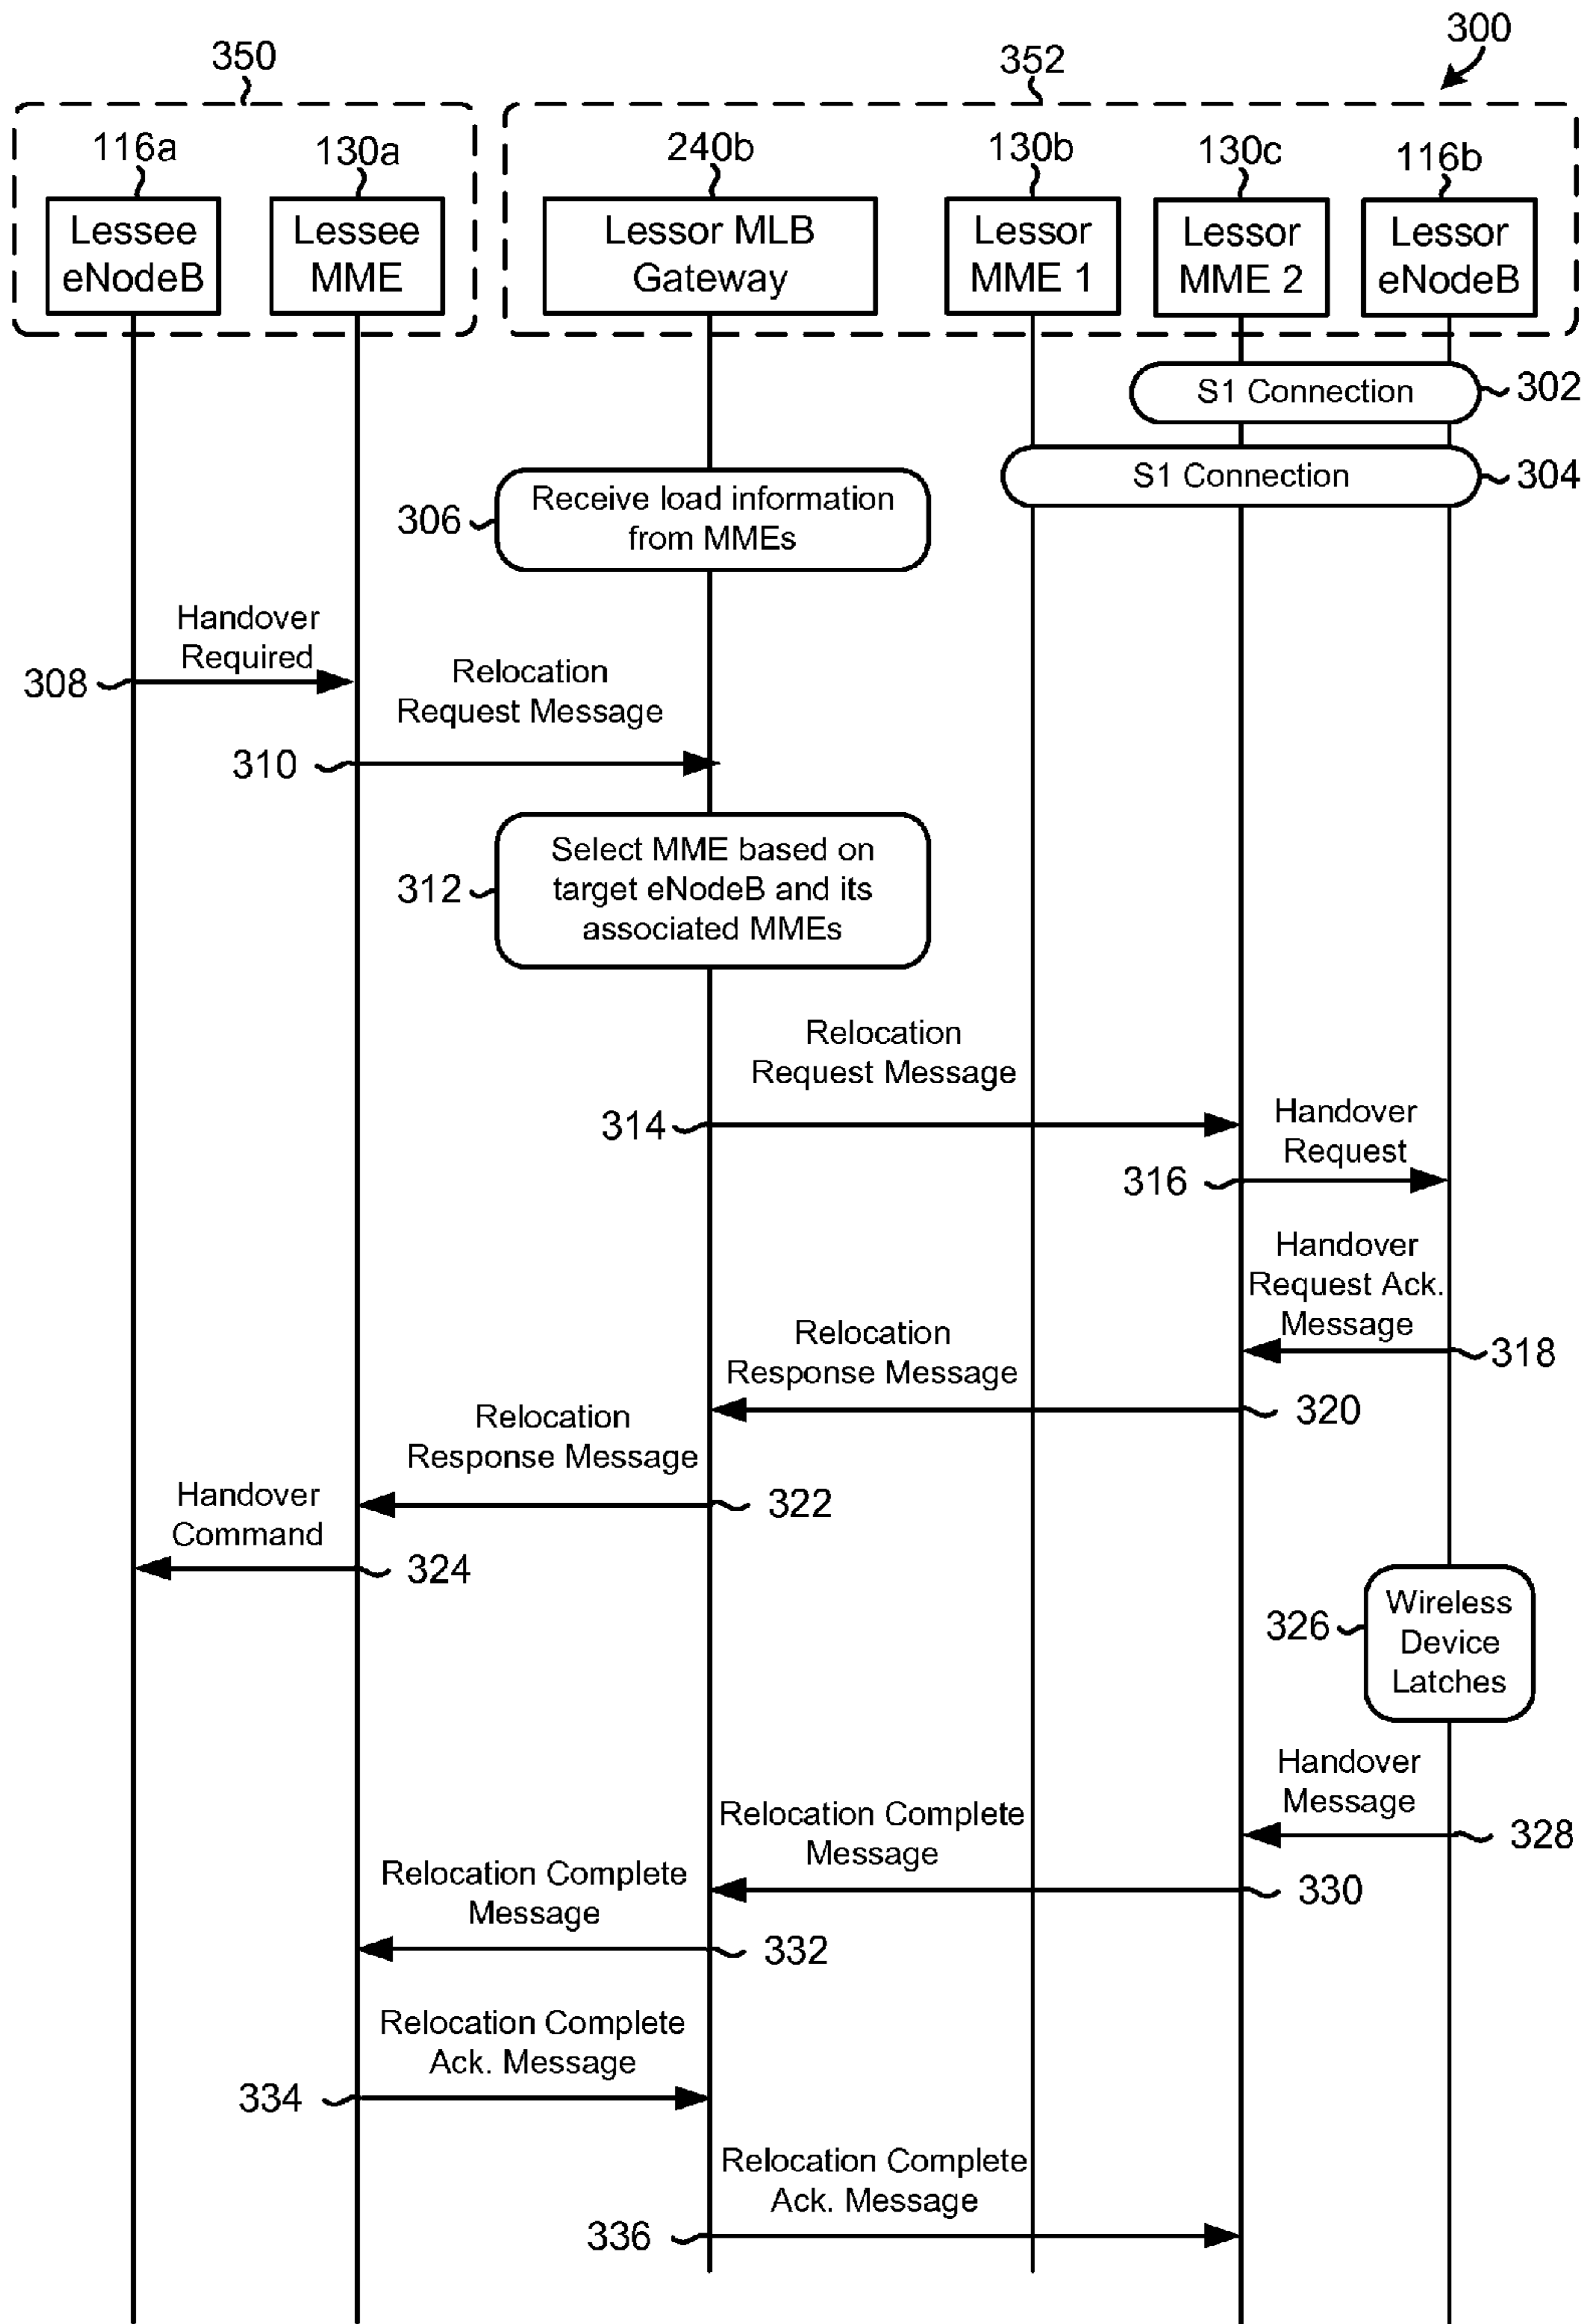 300
350
352
116a
130a
240b
130b
130c
116b
Lessee
eNodeB
Lessee
MME
Lessor MLB
Gateway
Lessor
MME 1
Lessor
MME 2
Lessor
eNodeB
S1 Connection
302
S1 Connection
304
306
Receive load information
from MMEs
Handover
Required
308
Relocation
Request Message
310
312
Select MME based on
target eNodeB and its
associated MMEs
Relocation
Request Message
314
Handover
Request
316
Handover
Request Ack.
Message
318
Relocation
Response Message
320
Relocation
Response Message
322
Handover
Command
324
326
Wireless
Device
Latches
Handover
Message
328
Relocation Complete
Message
330
Relocation Complete
Message
332
Relocation Complete
Ack. Message
334
Relocation Complete
Ack. Message
336